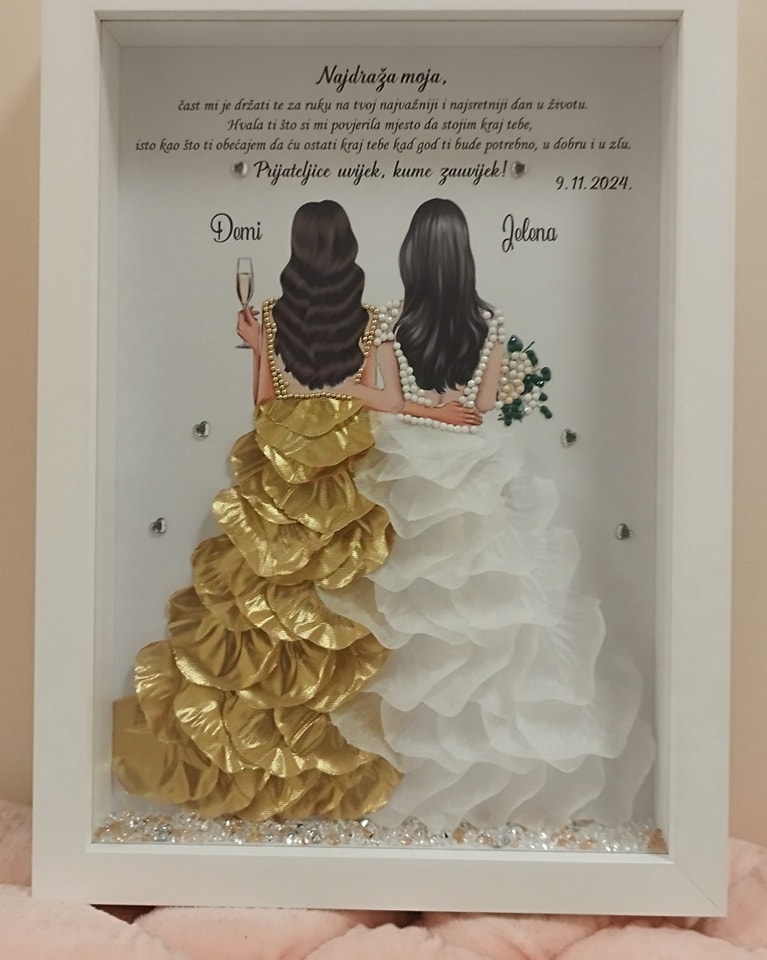 Najdraža moja,
čast mi je držati te za ruku na tvoj najvažniji i najsretniji dan u životu.
Hvala ti što si mi povjerila mjesto da stojim kraj tebe,
isto kao što ti obećajem da ću ostati kraj tebe kad god ti bude potrebno, u dobru i u zlu.
Prijateljice uvijek, kume zauvijek!
9.11.2024.
Demi
Jelena